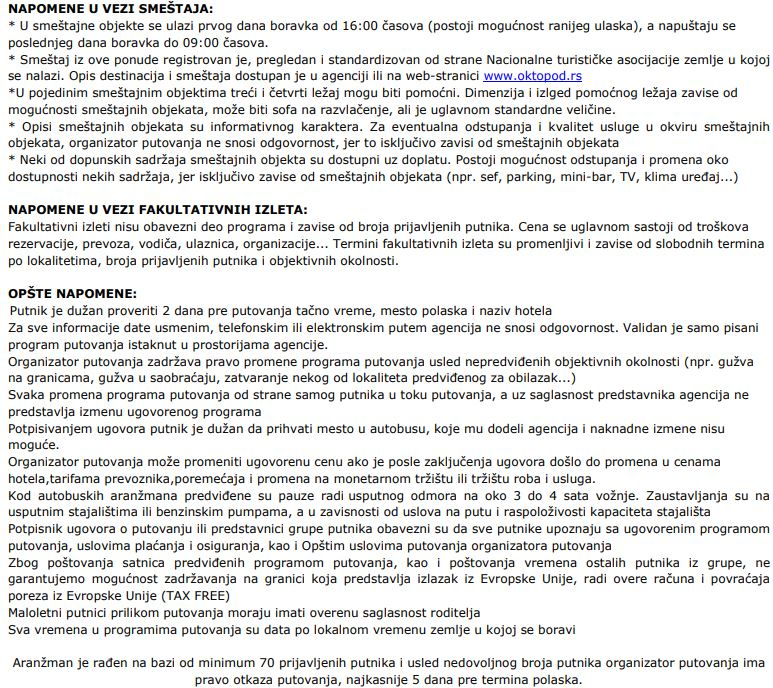 NAPOMENE U VEZI SMEŠTAJA:
* U smeštajne objekte se ulazi prvog dana boravka od 16:00 časova (postoji mogućnost ranijeg ulaska), a napuštaju se
poslednjeg dana boravka do 09:00 časova.
* Smeštaj iz ove ponude registrovan je, pregledan i standardizovan od strane Nacionalne turističke asocijacije zemlje u kojoj
se nalazi. Opis destinacija i smeštaja dostupan je u agenciji ili na web-stranici www.oktopod.rs
*U pojedinim smeštajnim objektima treći i četvrti ležaj mogu biti pomoćni. Dimenzija i izlged pomoćnog ležaja zavise od
mogućnosti smeštajnih objekata, može biti sofa na razvlačenje, ali je uglavnom standardne veličine.
* Opisi smeštajnih objekata su informativnog karaktera. Za eventualna odstupanja i kvalitet usluge u okviru smeštajnih
objekata, organizator putovanja ne snosi odgovornost, jer to isključivo zavisi od smeštajnih objekata
* Neki od dopunskih sadržaja smeštajnih objekta su dostupni uz doplatu. Postoji mogućnost odstupanja i promena oko
dostupnosti nekih sadržaja, jer isključivo zavise od smeštajnih objekata (npr. sef, parking, mini-bar, TV, klima uređaj...)
NAPOMENE U VEZI FAKULTATIVNIH IZLETA:
Fakultativni izleti nisu obavezni deo programa i zavise od broja prijavljenih putnika. Cena se uglavnom sastoji od troškova
rezervacije, prevoza, vodiča, ulaznica, organizacije... Termini fakultativnih izleta su promenljivi i zavise od slobodnih termina
po lokalitetima, broja prijavljenih putnika i objektivnih okolnosti.
OPŠTE NAPOMENE:
Putnik je dužan proveriti 2 dana pre putovanja tačno vreme, mesto polaska i naziv hotela
Za sve informacije date usmenim, telefonskim ili elektronskim putem agencija ne snosi odgovornost. Validan je samo pisani
program putovanja istaknut u prostorijama agencije.
Organizator putovanja zadržava pravo promene programa putovanja usled nepredviđenih objektivnih okolnosti (npr. gužva
na granicama, gužva u saobraćaju, zatvaranje nekog od lokaliteta predviđenog za obilazak...)
Svaka promena programa putovanja od strane samog putnika u toku putovanja, a uz saglasnost predstavnika agencija ne
predstavlja izmenu ugovorenog programa
Potpisivanjem ugovora putnik je dužan da prihvati mesto u autobusu, koje mu dodeli agencija i naknadne izmene nisu
moguće.
Organizator putovanja može promeniti ugovorenu cenu ako je posle zaključenja ugovora došlo do promena u cenama
hotela,tarifama prevoznika,poremećaja i promena na monetarnom tržištu ili tržištu roba i usluga.
Kod autobuskih aranžmana predviđene su pauze radi usputnog odmora na oko 3 do 4 sata vožnje. Zaustavljanja su na
usputnim stajalištima ili benzinskim pumpama, a u zavisnosti od uslova na putu i raspoloživosti kapaciteta stajališta
Potpisnik ugovora o putovanju ili predstavnici grupe putnika obavezni su da sve putnike upoznaju sa ugovorenim programom
putovanja, uslovima plaćanja i osiguranja, kao i Opštim uslovima putovanja organizatora putovanja
Zbog poštovanja satnica predviđenih programom putovanja, kao i poštovanja vremena ostalih putnika iz grupe, ne
garantujemo mogućnost zadržavanja na granici koja predstavlja izlazak iz Evropske Unije, radi overe računa i povraćaja
poreza iz Evropske Unije (TAX FREE)
Maloletni putnici prilikom putovanja moraju imati overenu saglasnost roditelja
Sva vremena u programima putovanja su data po lokalnom vremenu zemlje u kojoj se boravi
Aranžman je rađen na bazi od minimum 70 prijavljenih putnika i usled nedovoljnog broja putnika organizator putovanja ima
pravo otkaza putovanja, najkasnije 5 dana pre termina polaska.